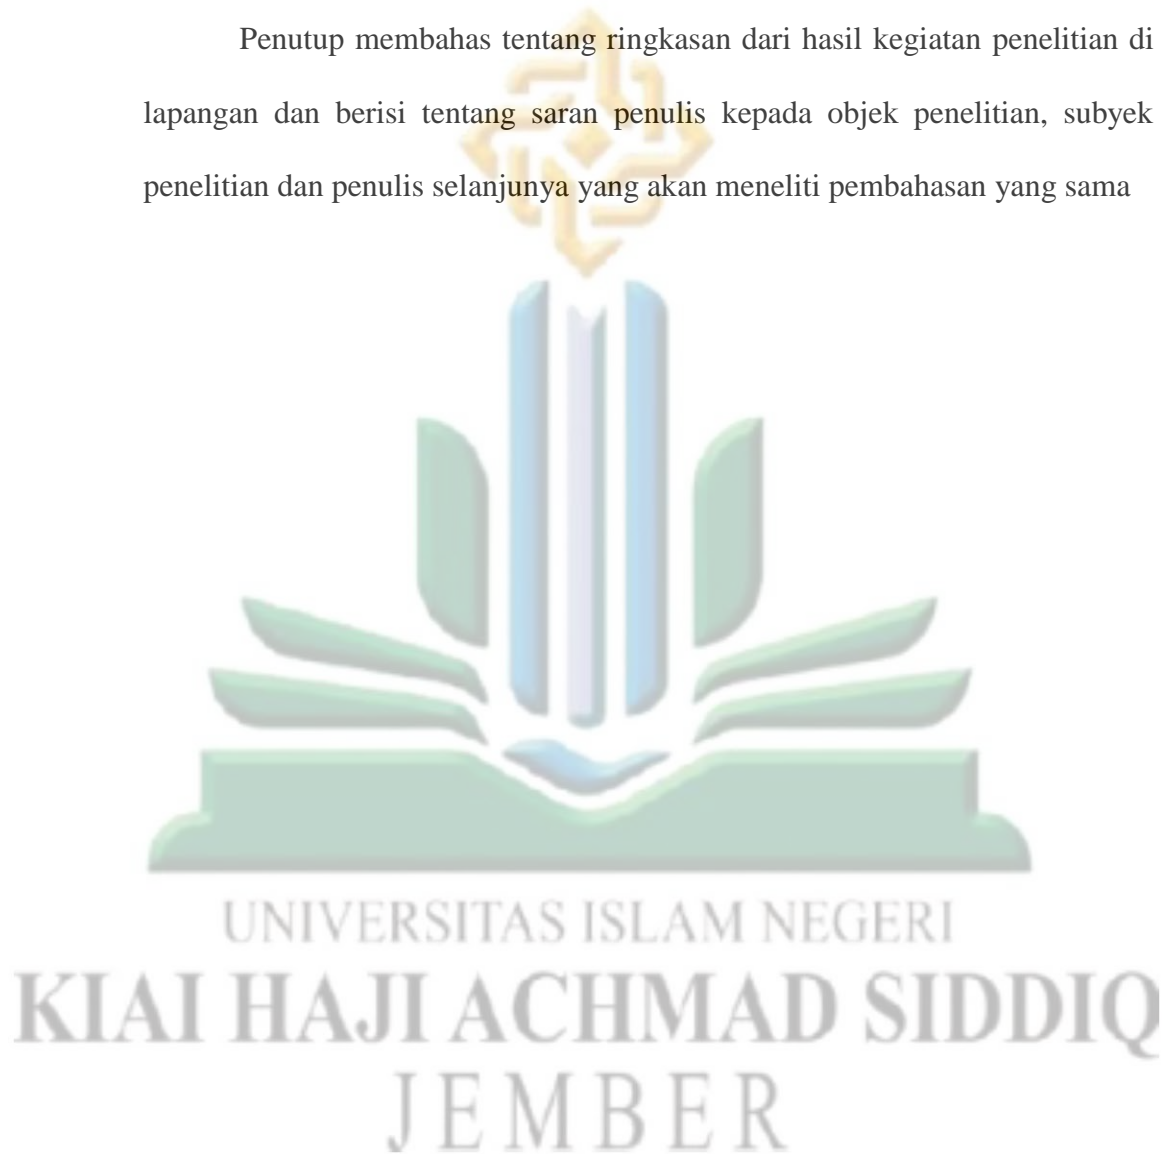 Penutup membahas tentang ringkasan dari hasil kegiatan penelitian di
lapangan dan berisi tentang saran penulis kepada objek penelitian, subyek
penelitian dan penulis selanjunya yang akan meneliti pembahasan yang sama
UNIVERSITAS ISLAM NEGERI
KIAI HAJI ACHMAD SIDDIQ
JEMBER